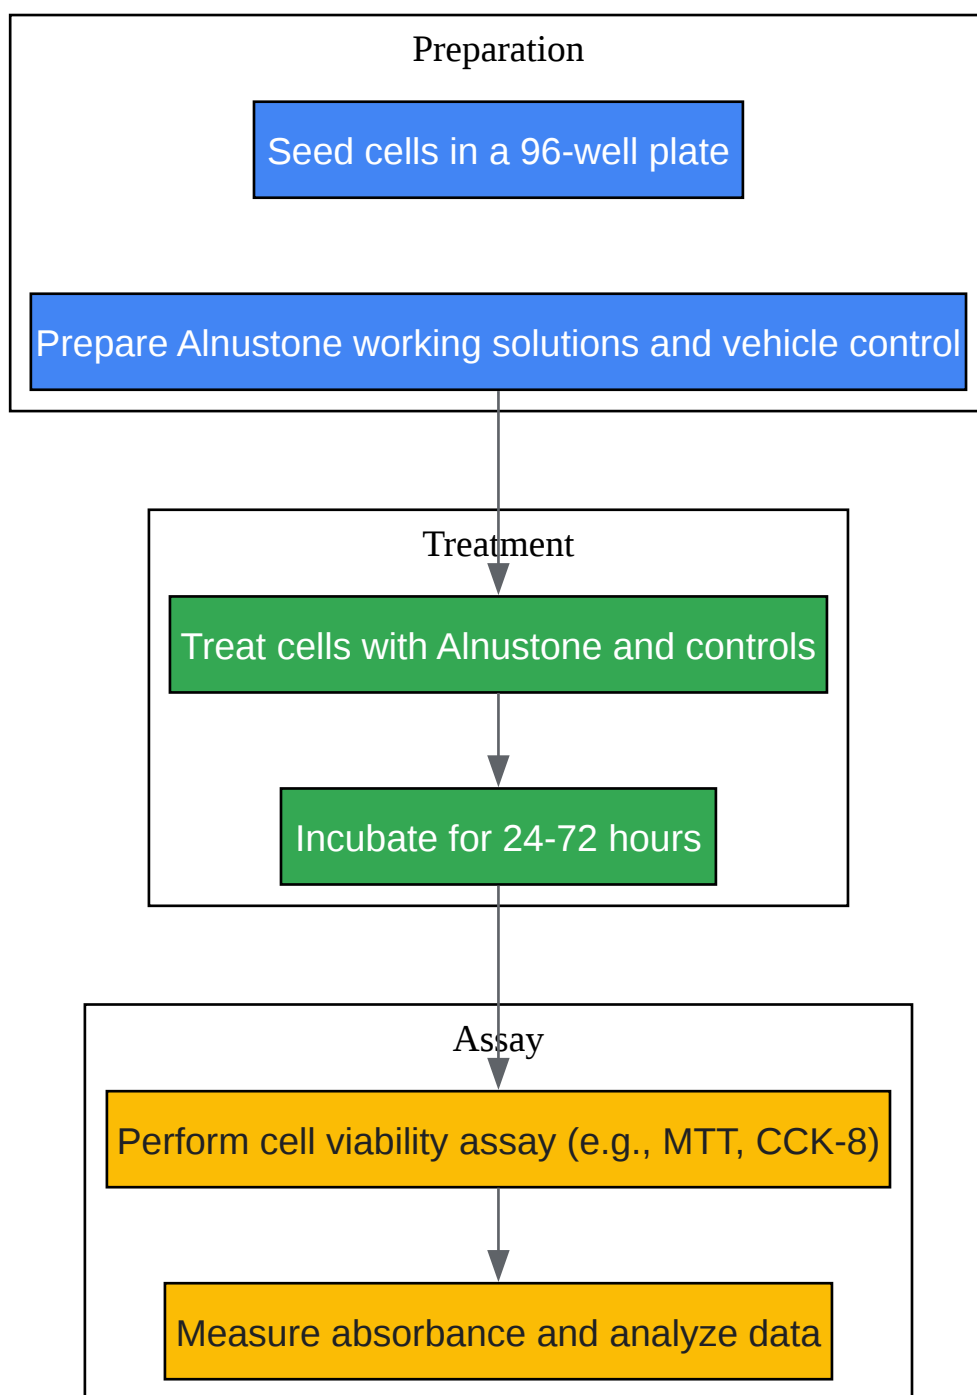 Preparation
Seed cells in a 96-well plate
Prepare Alnustone working solutions and vehicle control
Treatment
Treat cells with Alnustone and controls
Incubate for 24-72 hours
Assay
Perform cell viability assay (e.g., MTT, CCK-8)
Measure absorbance and analyze data